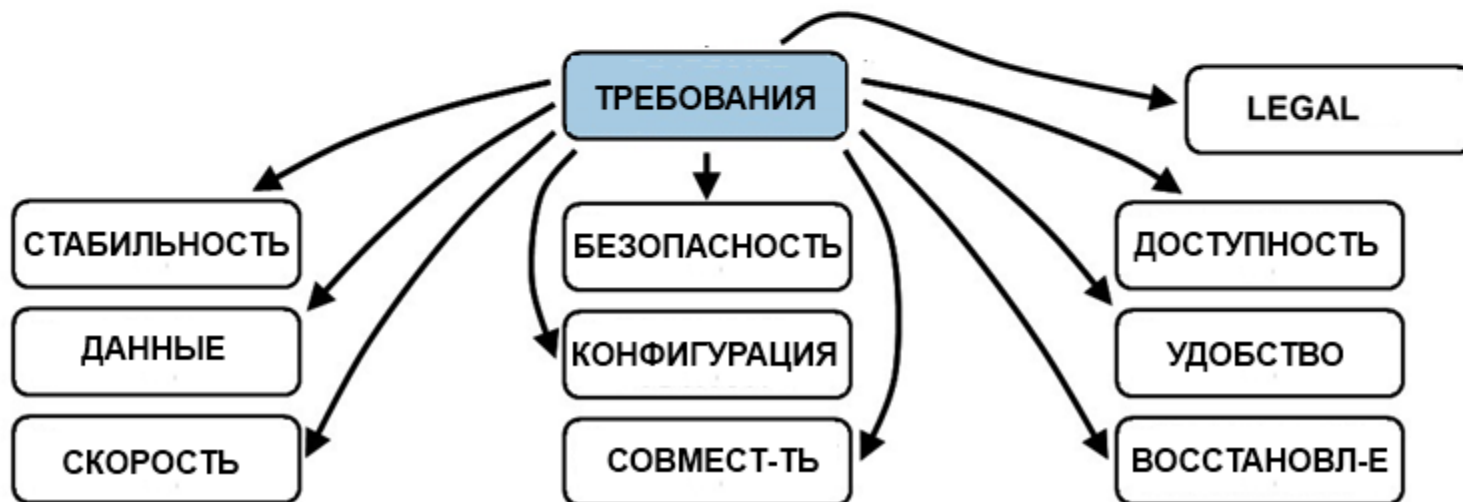 ТРЕБОВАНИЯ
LEGAL
СТАБИЛЬНОСТЬ
БЕЗОПАСНОСТЬ
ДОСТУПНОСТЬ
ДАННЫЕ
КОНФИГУРАЦИЯ
УДОБСТВО
СКОРОСТЬ
СОВМЕСТ-ТЬ
ВОССТАНОВЛ-Е